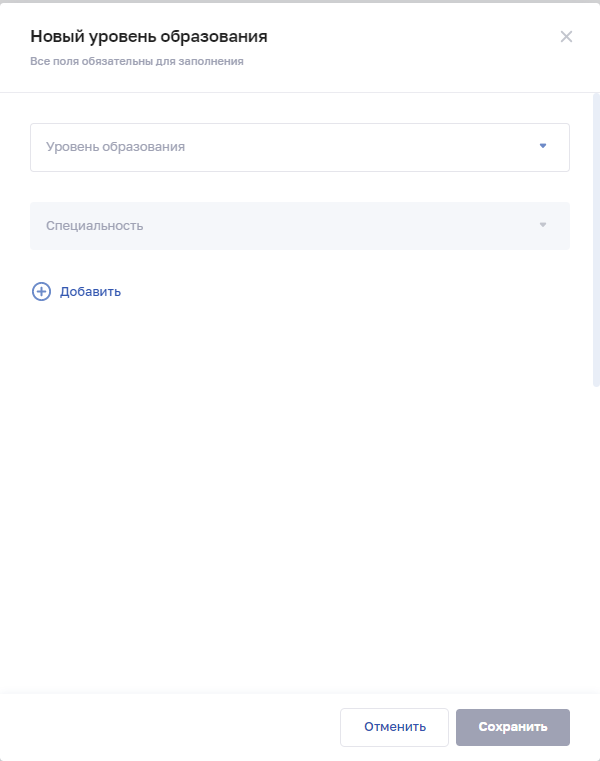 Новый уровень образования
Все поля обязательны для заполнения
Уровень образования
Специальность
Добавить
Отменить
Сохранить